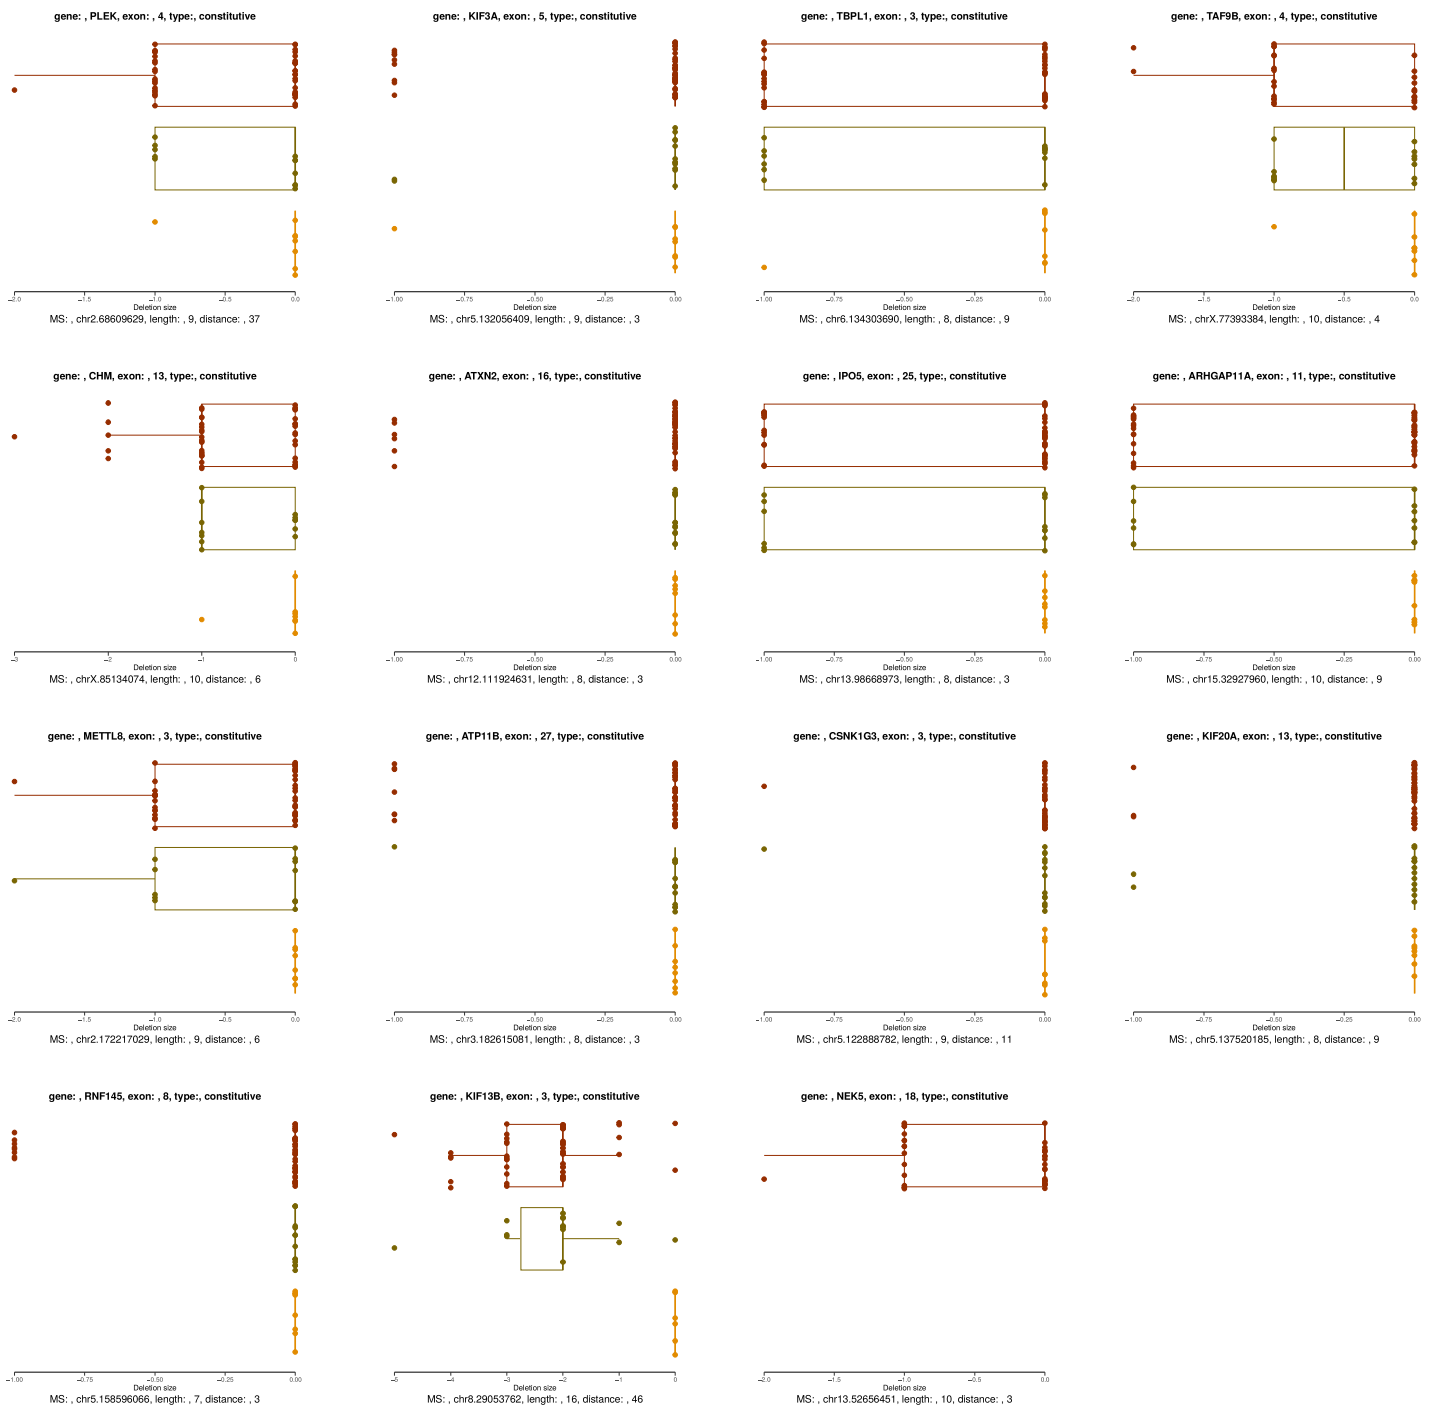 gene: , PLEK, exon: , 4, type:, constitutive
−2.0 −1.5 −1.0 −0.5 0.0
Deletion size
MS: , chr2.68609629, length: , 9, distance: , 37
gene: , KIF3A, exon: , 5, type:, constitutive
−1.00 −0.75 −0.50 −0.25 0.00
Deletion size
MS: , chr5.132056409, length: , 9, distance: , 3
gene: , TBPL1, exon: , 3, type:, constitutive
−1.00 −0.75 −0.50 −0.25 0.00
Deletion size
MS: , chr6.134303690, length: , 8, distance: , 9
gene: , TAF9B, exon: , 4, type:, constitutive
−2.0 −1.5 −1.0 −0.5 0.0
Deletion size
MS: , chrX.77393384, length: , 10, distance: , 4
gene: , CHM, exon: , 13, type:, constitutive
−3 −2 −1 0
Deletion size
MS: , chrX.85134074, length: , 10, distance: , 6
gene: , ATXN2, exon: , 16, type:, constitutive
−1.00 −0.75 −0.50 −0.25 0.00
Deletion size
MS: , chr12.111924631, length: , 8, distance: , 3
gene: , IPO5, exon: , 25, type:, constitutive
−1.00 −0.75 −0.50 −0.25 0.00
Deletion size
MS: , chr13.98668973, length: , 8, distance: , 3
gene: , ARHGAP11A, exon: , 11, type:, constitutive
−1.00 −0.75 −0.50 −0.25 0.00
Deletion size
MS: , chr15.32927960, length: , 10, distance: , 9
gene: , METTL8, exon: , 3, type:, constitutive
−2.0 −1.5 −1.0 −0.5 0.0
Deletion size
MS: , chr2.172217029, length: , 9, distance: , 6
gene: , ATP11B, exon: , 27, type:, constitutive
−1.00 −0.75 −0.50 −0.25 0.00
Deletion size
MS: , chr3.182615081, length: , 8, distance: , 3
gene: , CSNK1G3, exon: , 3, type:, constitutive
−1.00 −0.75 −0.50 −0.25 0.00
Deletion size
MS: , chr5.122888782, length: , 9, distance: , 11
gene: , KIF20A, exon: , 13, type:, constitutive
−1.00 −0.75 −0.50 −0.25 0.00
Deletion size
MS: , chr5.137520185, length: , 8, distance: , 9
gene: , RNF145, exon: , 8, type:, constitutive
−1.00 −0.75 −0.50 −0.25 0.00
Deletion size
MS: , chr5.158596066, length: , 7, distance: , 3
gene: , KIF13B, exon: , 3, type:, constitutive
−5 −4 −3 −2 −1 0
Deletion size
MS: , chr8.29053762, length: , 16, distance: , 46
gene: , NEK5, exon: , 18, type:, constitutive
−2.0 −1.5 −1.0 −0.5 0.0
Deletion size
MS: , chr13.52656451, length: , 10, distance: , 3